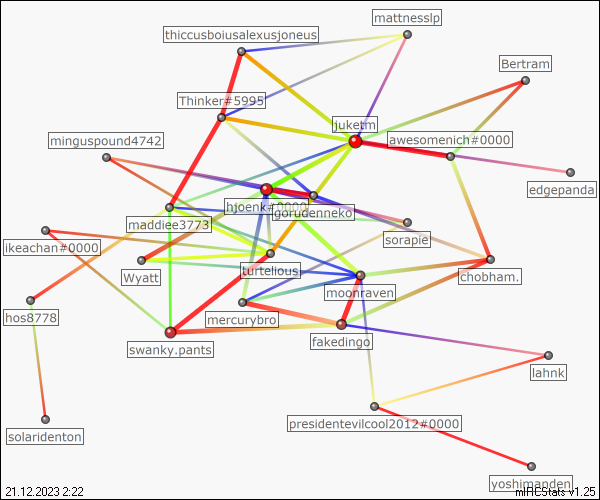 mattnesslp
thiccusboiusalexusjoneus
Bertram
Thinker#5995
juketm
minguspound4742
awesomenich#0000
edgepanda
hjoenk#0000
gorudenneko
maddiee3773
sorapie
ikeachan#0000
Wyatt
turtelious
chobham.
moonraven
hos8778
mercurybro
fakedingo
swanky.pants
lahnk
presidentevilcool2012#0000
solaridenton
yoshimanden
21.12.2023 2:22
mIRCStats v1.25